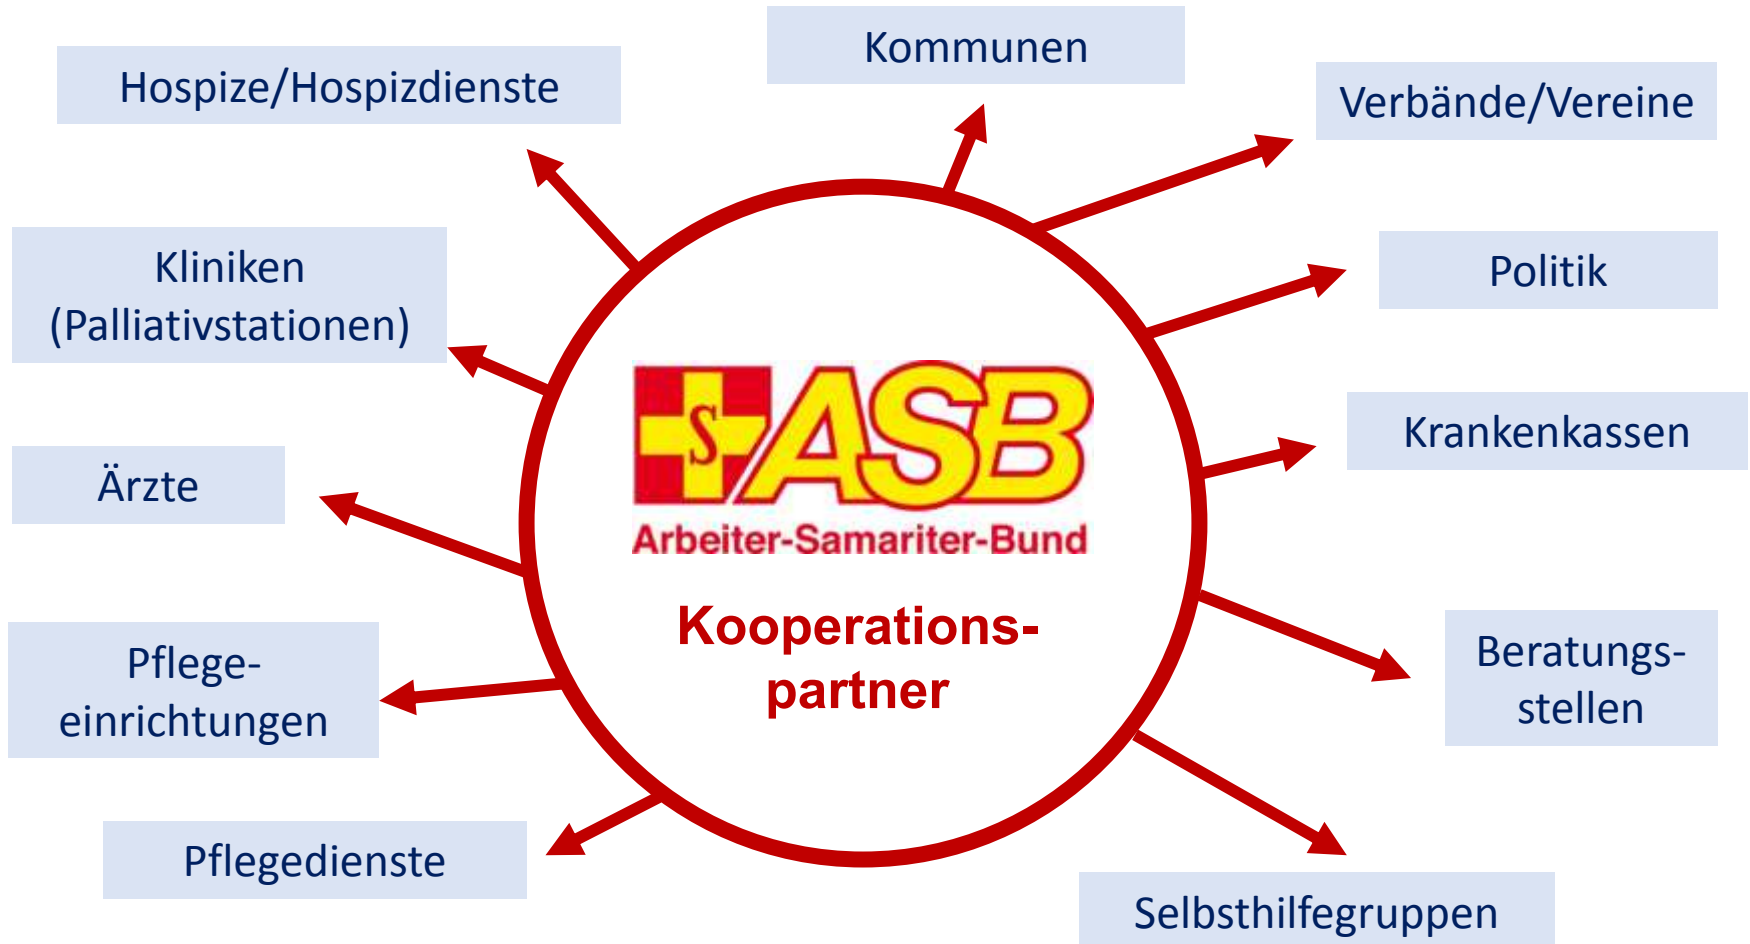 Kommunen
Hospize/Hospizdienste
Verbände/Vereine
Kliniken
(Palliativstationen)
Politik
Krankenkassen
Ärzte
S
ASB
Arbeiter-Samariter-Bund
Kooperations-
partner
Pflege-
einrichtungen
Beratungs-
stellen
Pflegedienste
Selbsthilfegruppen